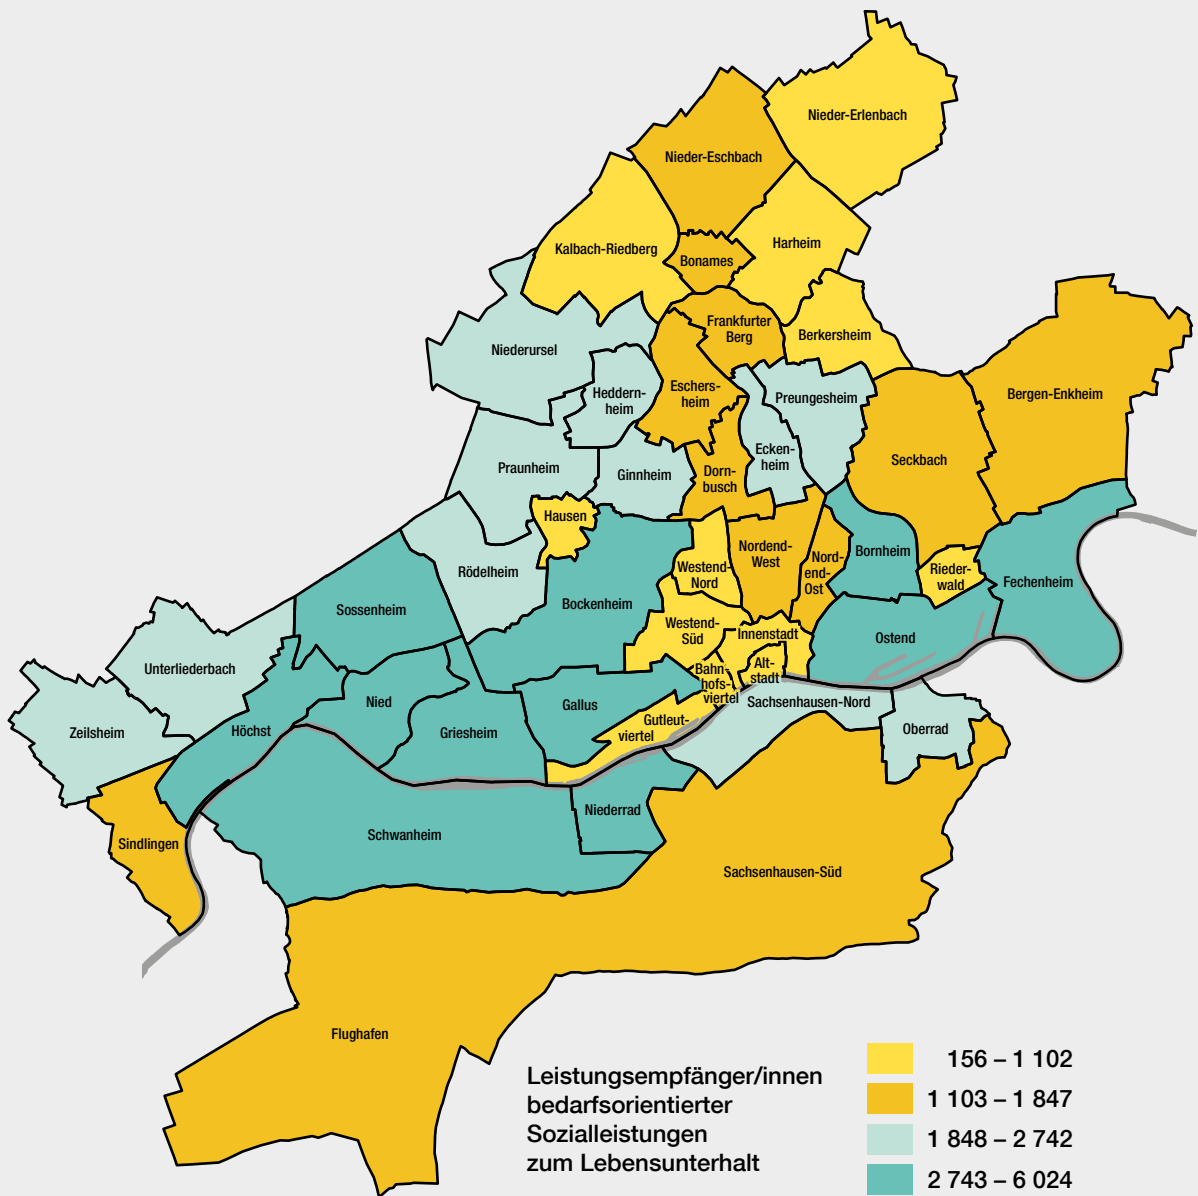 Nieder-Erlenbach
Nieder-Eschbach
Kalbach-Riedberg
Harheim
Bonames
Frankfurter
Berg
Berkersheim
Niederursel
Heddern-
heim
Eschers-
heim
Preungesheim
Bergen-Enkheim
Eckenheim
Seckbach
Praunheim
Ginnheim
Dorn-
busch
Hausen
Nordend-
West
Nord-
end-
Ost
Bornheim
Westend-
Nord
Rieder-
wald
Fechenheim
Rödelheim
Bockenheim
Sossenheim
Westend-
Süd
Innenstadt
Ostend
Unterliederbach
Bahn-
hofs-
viertel
Alt-
stadt
Zeilsheim
Höchst
Nied
Griesheim
Gallus
Gutleut-
viertel
Sachsenhausen-Nord
Oberrad
Sindlingen
Schwanheim
Niederrad
Sachsenhausen-Süd
Flughafen
Leistungsempfänger/innen
bedarfsorientierter
Sozialleistungen
zum Lebensunterhalt
156 – 1 102
1 103 – 1 847
1 848 – 2 742
2 743 – 6 024